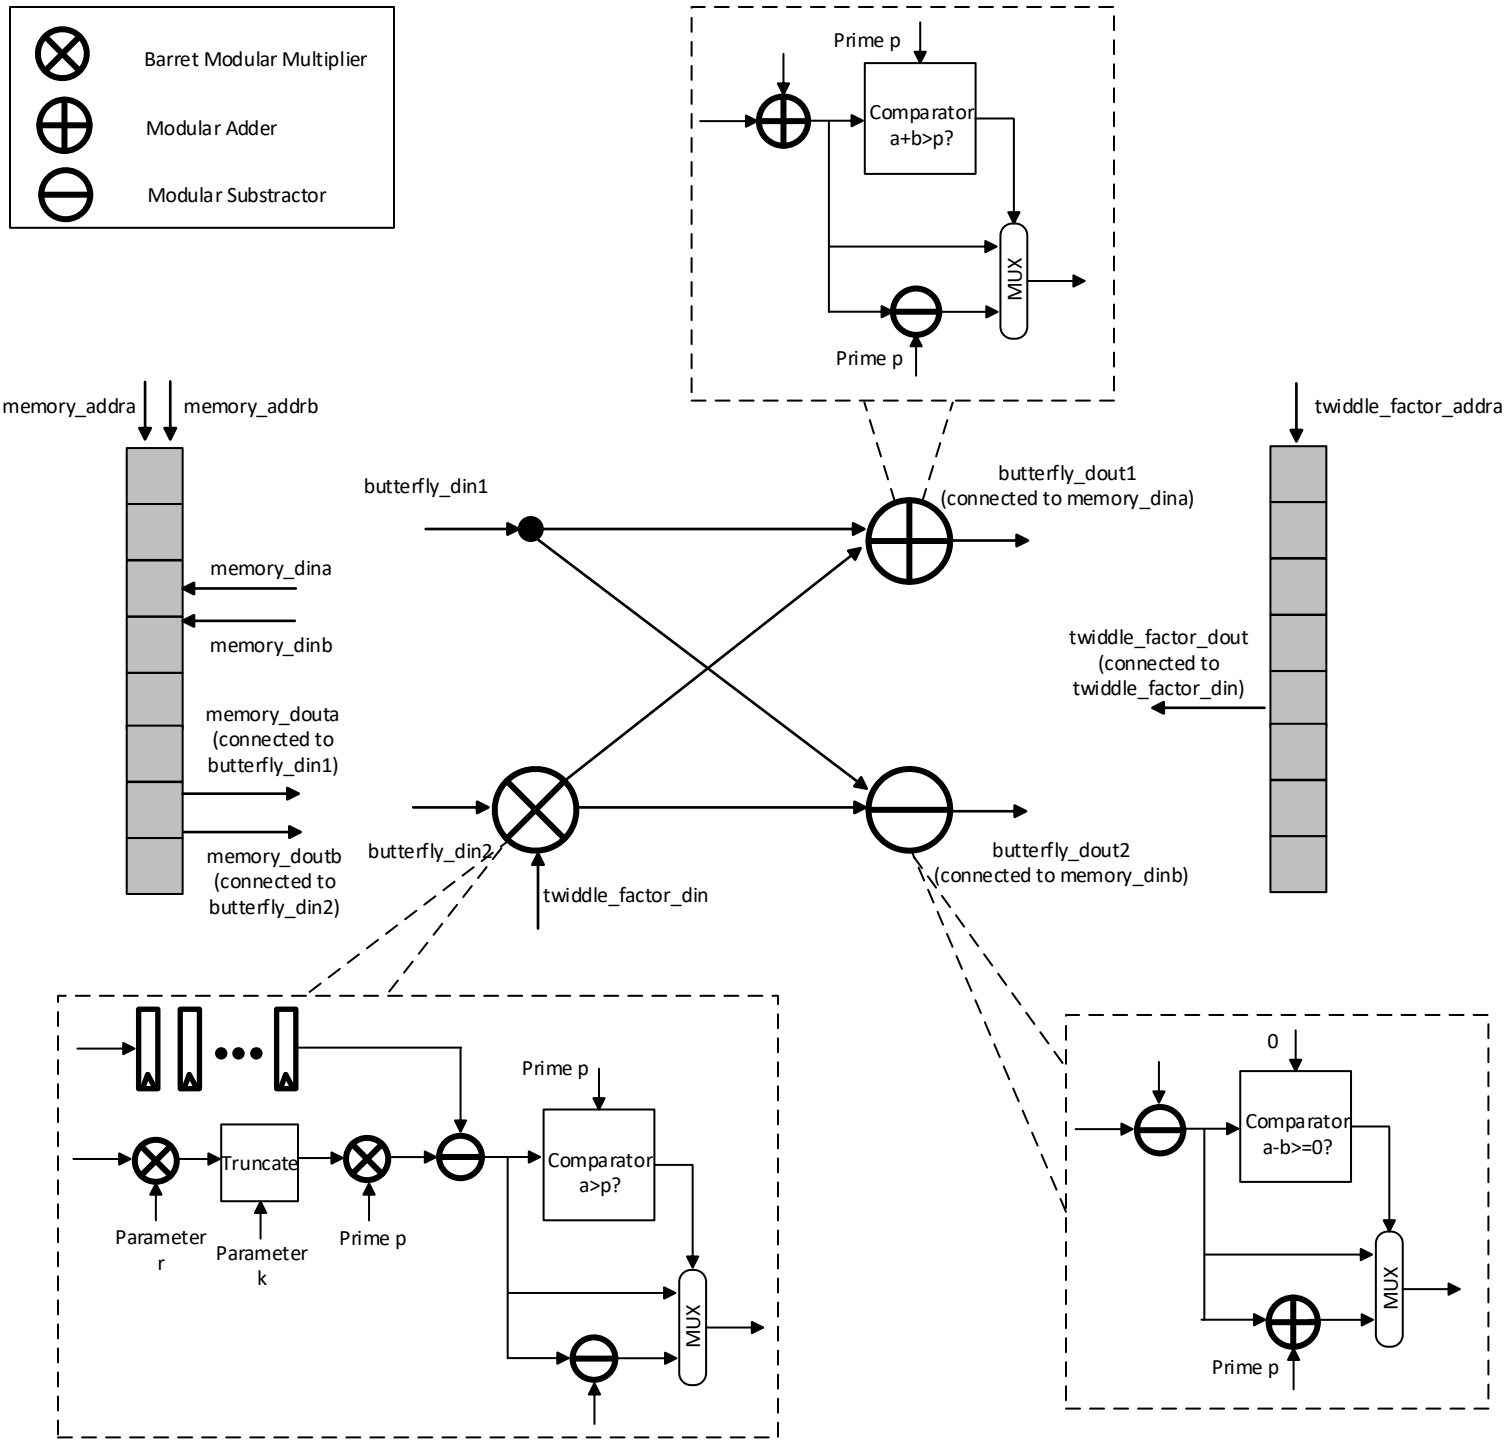 Barret Modular Multiplier
Modular Adder
Modular Substractor
Prime p
Comparator
a+b>p?
MUX
Prime p
memory_addra
memory_addrb
twiddle_factor_addra
butterfly_din1
butterfly_dout1
(connected to memory_dina)
memory_dina
memory_dinb
twiddle_factor_dout
(connected to
twiddle_factor_din)
memory_douta
(connected to
butterfly_din1)
memory_doutb
(connected to
butterfly_din2)
butterfly_din2
twiddle_factor_din
butterfly_dout2
(connected to memory_dinb)
Prime p
Comparator
a>p?
Truncate
Parameter
r
Parameter
k
Prime p
MUX
0
Comparator
a-b>=0?
MUX
Prime p